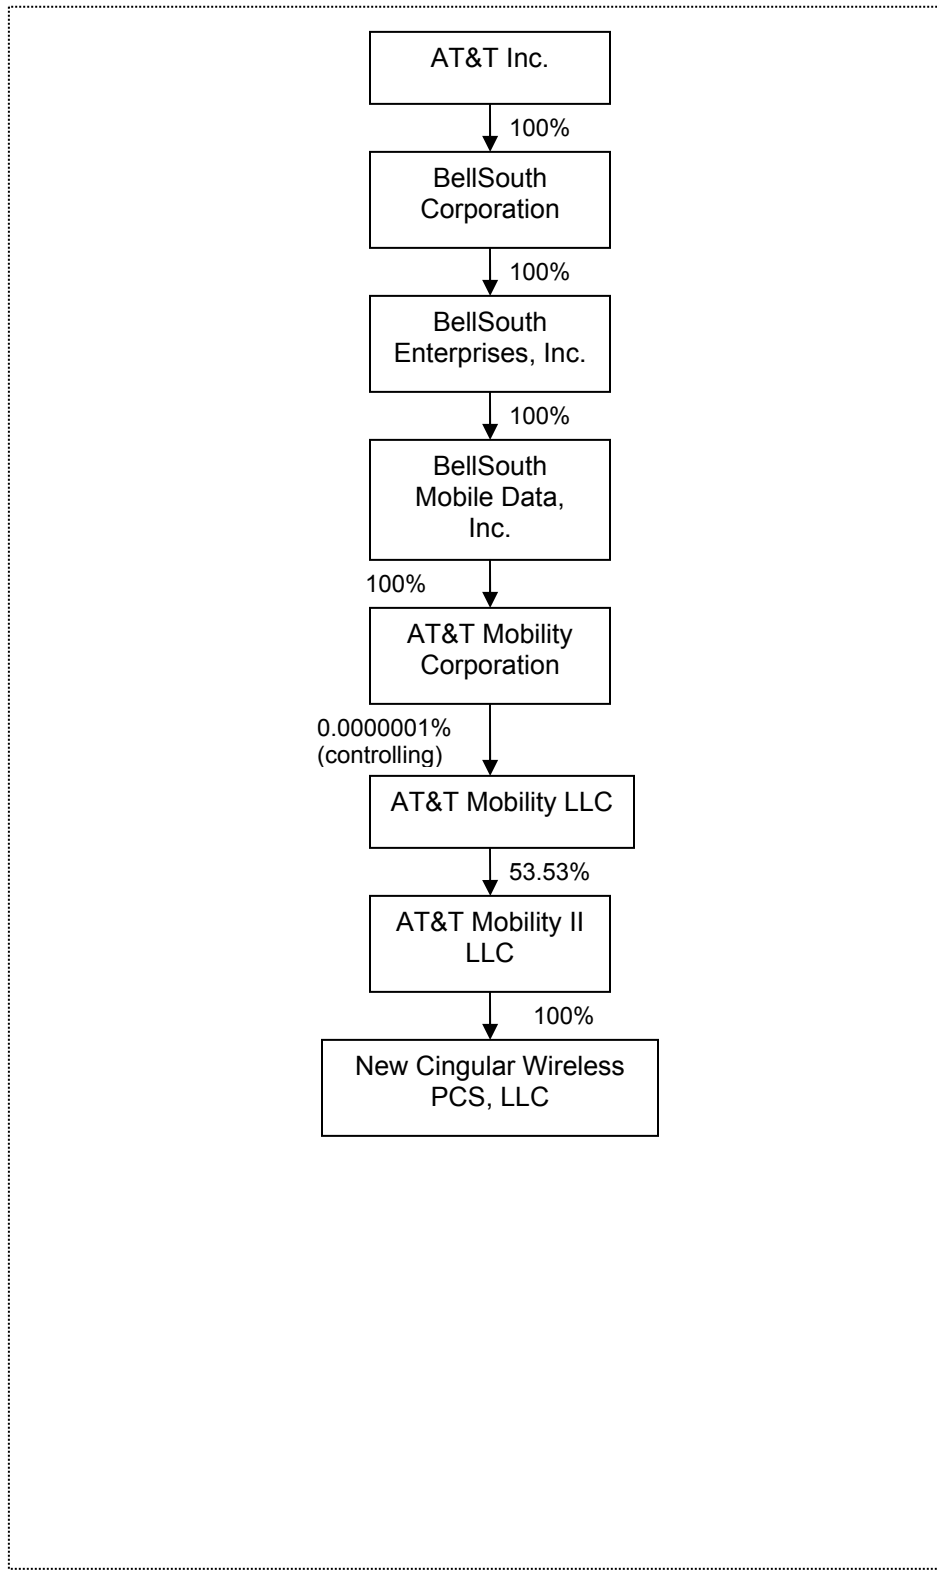 AT&T Inc.
100%
BellSouth
Corporation
100%
BellSouth
Enterprises, Inc.
100%
BellSouth
Mobile Data,
Inc.
100%
AT&T Mobility
Corporation
0.0000001%
(controlling)
AT&T Mobility LLC
53.53%
AT&T Mobility II
LLC
100%
New Cingular Wireless
PCS, LLC